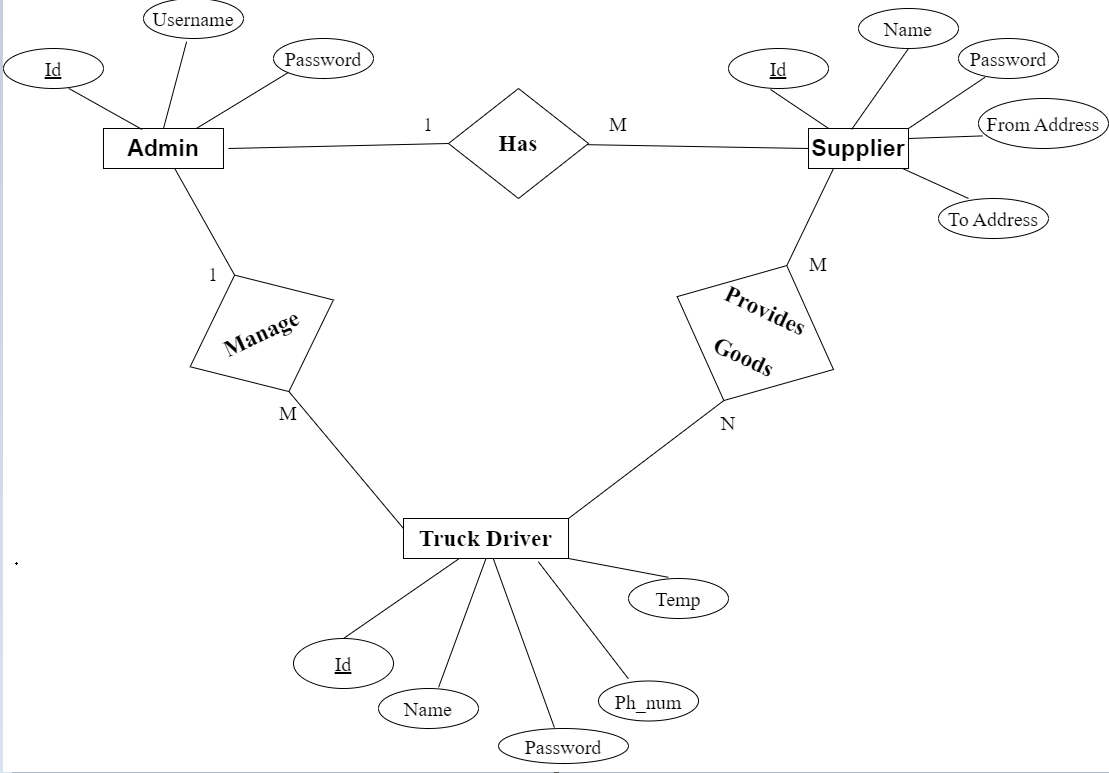 Username
Id
Password
Admin
1
Has
M
Name
Id
Password
From Address
Supplier
To Address
1
Manage
M
M
Provides
Goods
N
Truck Driver
Temp
Id
Name
Ph_num
Password